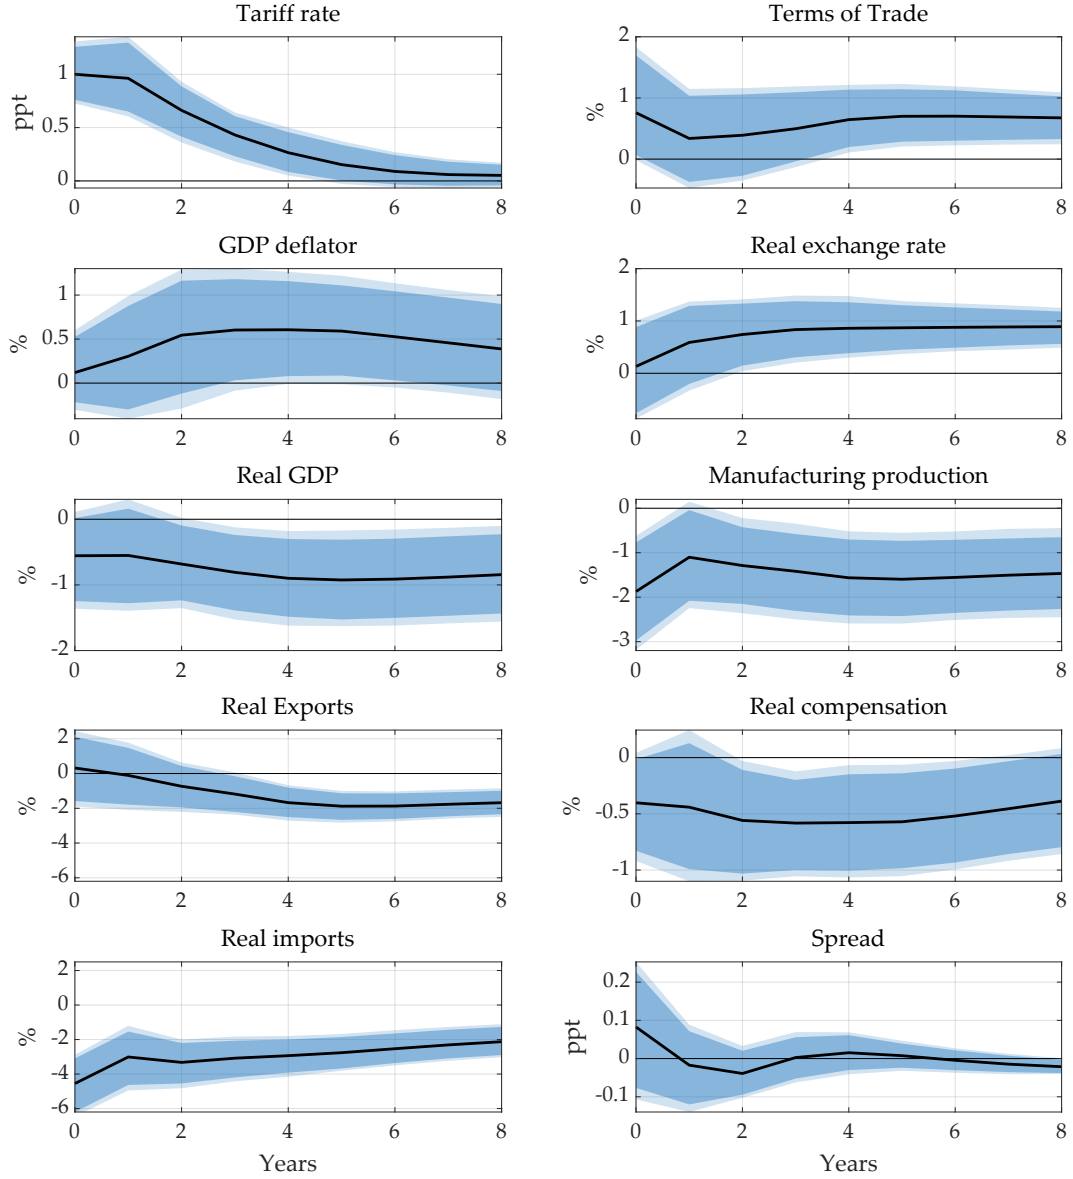 Tariff rate
ppt
1
0.5
0
0 2 4 6 8
Terms of Trade
%
2
1
0
0 2 4 6 8
GDP deflator
%
1
0.5
0
0 2 4 6 8
Real exchange rate
%
2
1
0
0 2 4 6 8
Real GDP
%
0
-1
-2
0 2 4 6 8
Manufacturing production
%
0
-1
-2
-3
0 2 4 6 8
Real Exports
%
2
0
-2
-4
-6
0 2 4 6 8
Real compensation
%
0
-0.5
-1
0 2 4 6 8
Real imports
%
2
0
-2
-4
-6
0 2 4 6 8
Years
Spread
ppt
0.2
0.1
0
-0.1
0 2 4 6 8
Years